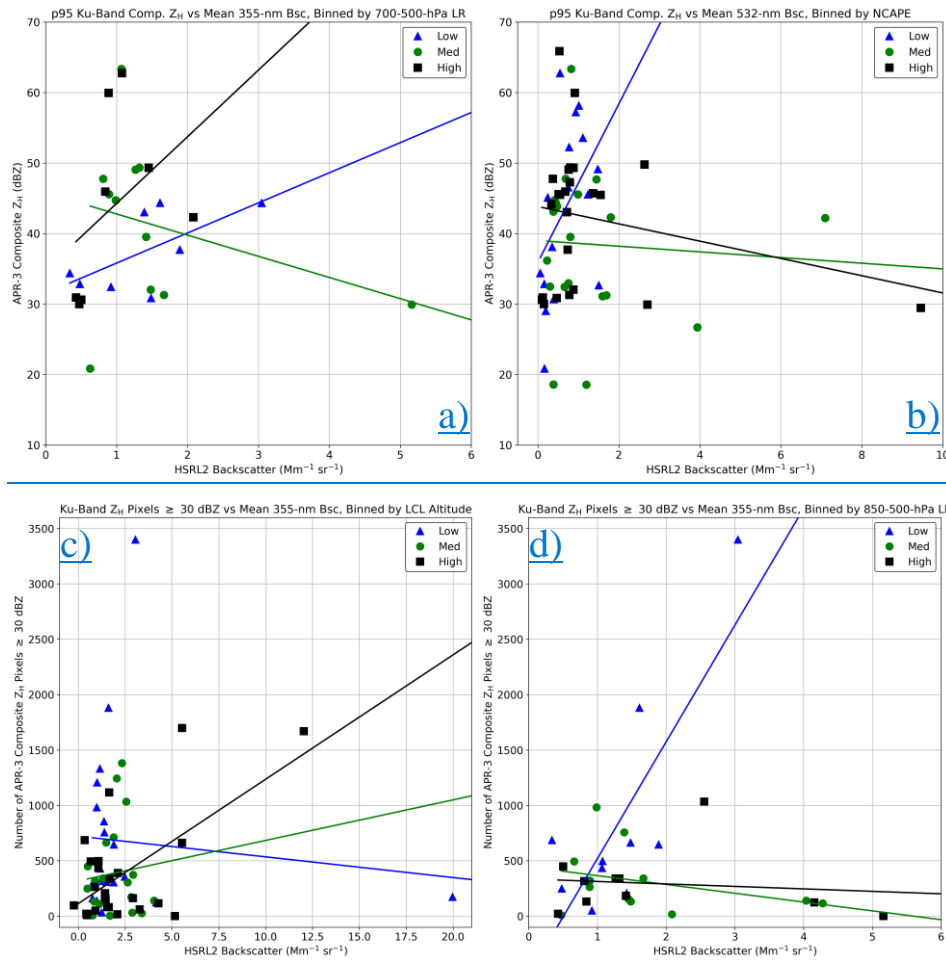 p95 Ku-Band Comp. Z_H vs Mean 355-nm Bsc, Binned by 700-500-hPa LR
70
60
50
40
30
20
10
APR-3 Composite Z_H (dBZ)
Low
Med
High
a)
0 1 2 3 4 5 6
HSRL2 Backscatter (Mm⁻¹ sr⁻¹)
p95 Ku-Band Comp. Z_H vs Mean 532-nm Bsc, Binned by NCAPE
70
60
50
40
30
20
10
APR-3 Composite Z_H (dBZ)
Low
Med
High
b)
0 2 4 6 8 10
HSRL2 Backscatter (Mm⁻¹ sr⁻¹)
Ku-Band Z_H Pixels ≥ 30 dBZ vs Mean 355-nm Bsc, Binned by LCL Altitude
c)
3500
3000
2500
2000
1500
1000
500
0
Number of APR-3 Composite Z_H Pixels ≥ 30 dBZ
Low
Med
High
0.0 2.5 5.0 7.5 10.0 12.5 15.0 17.5 20.0
HSRL2 Backscatter (Mm⁻¹ sr⁻¹)
Ku-Band Z_H Pixels ≥ 30 dBZ vs Mean 355-nm Bsc, Binned by 850-500-hPa LR
d)
3500
3000
2500
2000
1500
1000
500
0
Number of APR-3 Composite Z_H Pixels ≥ 30 dBZ
Low
Med
High
0 1 2 3 4 5 6
HSRL2 Backscatter (Mm⁻¹ sr⁻¹)